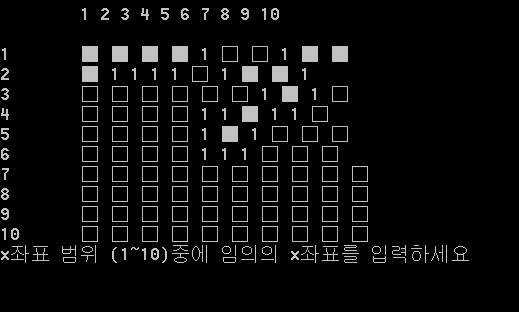 1 2 3 4 5 6 7 8 9 10
1 ■ ■ ■ ■ 1 □ □ 1 ■ ■
2 ■ 1 1 1 1 □ 1 ■ ■ 1
3 □ □ □ □ □ □ 1 ■ 1 □
4 □ □ □ □ 1 1 ■ 1 1 □
5 □ □ □ □ 1 ■ 1 □ □ □
6 □ □ □ □ 1 1 1 □ □ □
7 □ □ □ □ □ □ □ □ □ □
8 □ □ □ □ □ □ □ □ □ □
9 □ □ □ □ □ □ □ □ □ □
10 □ □ □ □ □ □ □ □ □ □
x좌표 범위 (1~10)중에 임의의 x좌표를 입력하세요